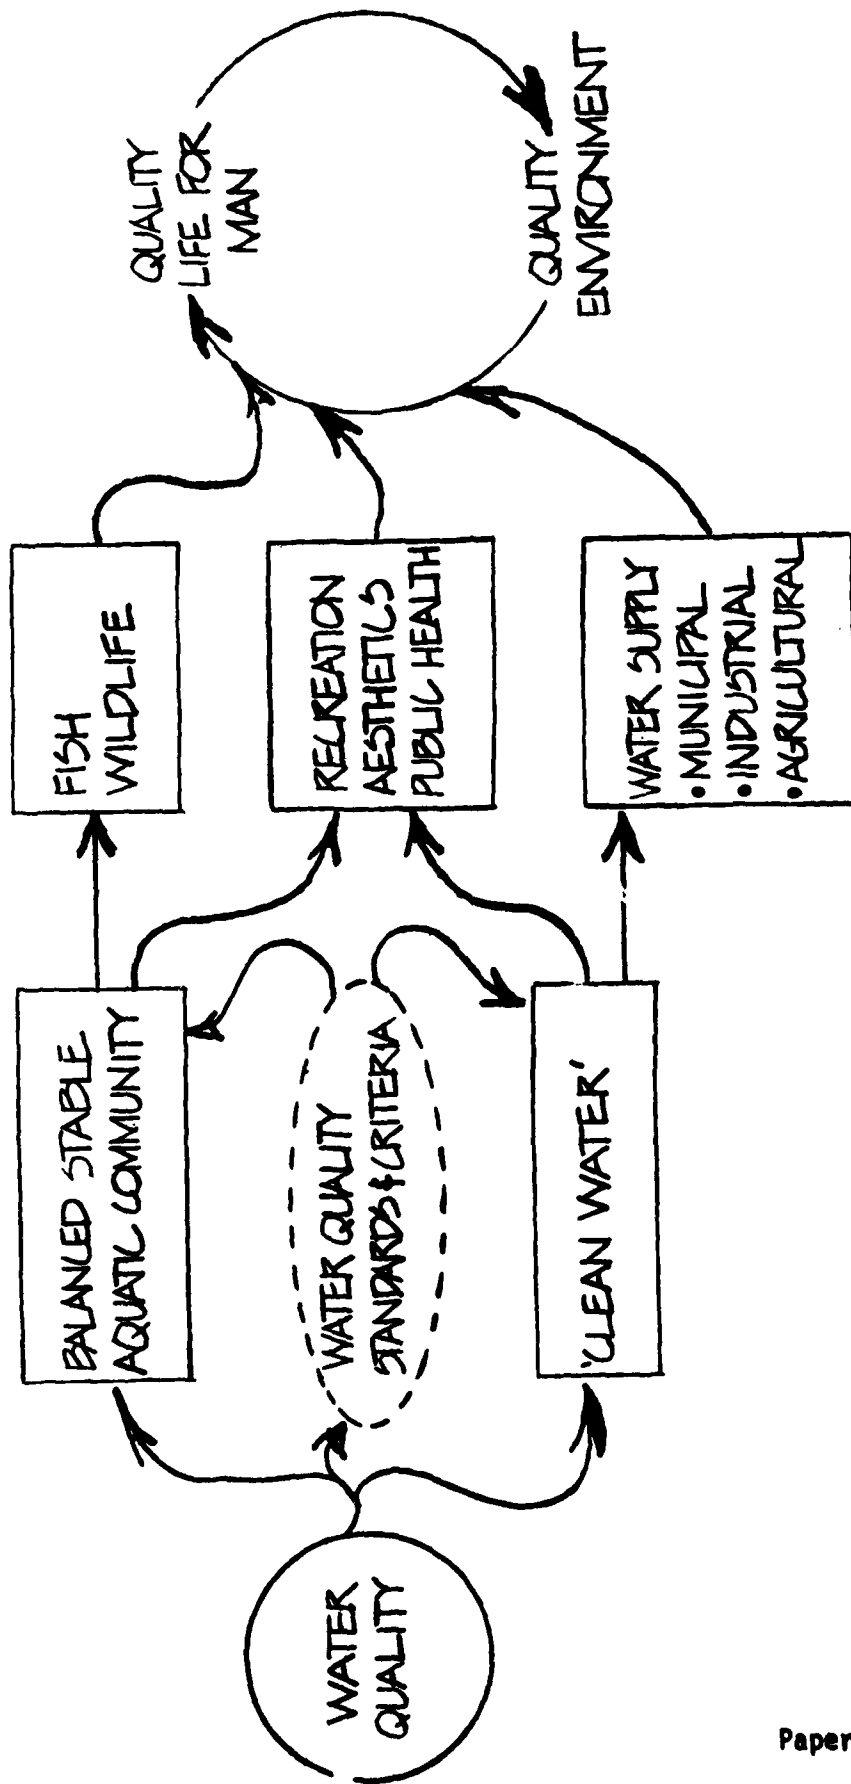 WATER
QUALITY
BALANCED STABLE
AQUATIC COMMUNITY
WATER QUALITY
STANDARDS & CRITERIA
'CLEAN WATER'
FISH
WILDLIFE
RECREATION
AESTHETICS
PUBLIC HEALTH
WATER SUPPLY
• MUNICIPAL
• INDUSTRIAL
• AGRICULTURAL
QUALITY
LIFE FOR
MAN
QUALITY
ENVIRONMENT
Paper